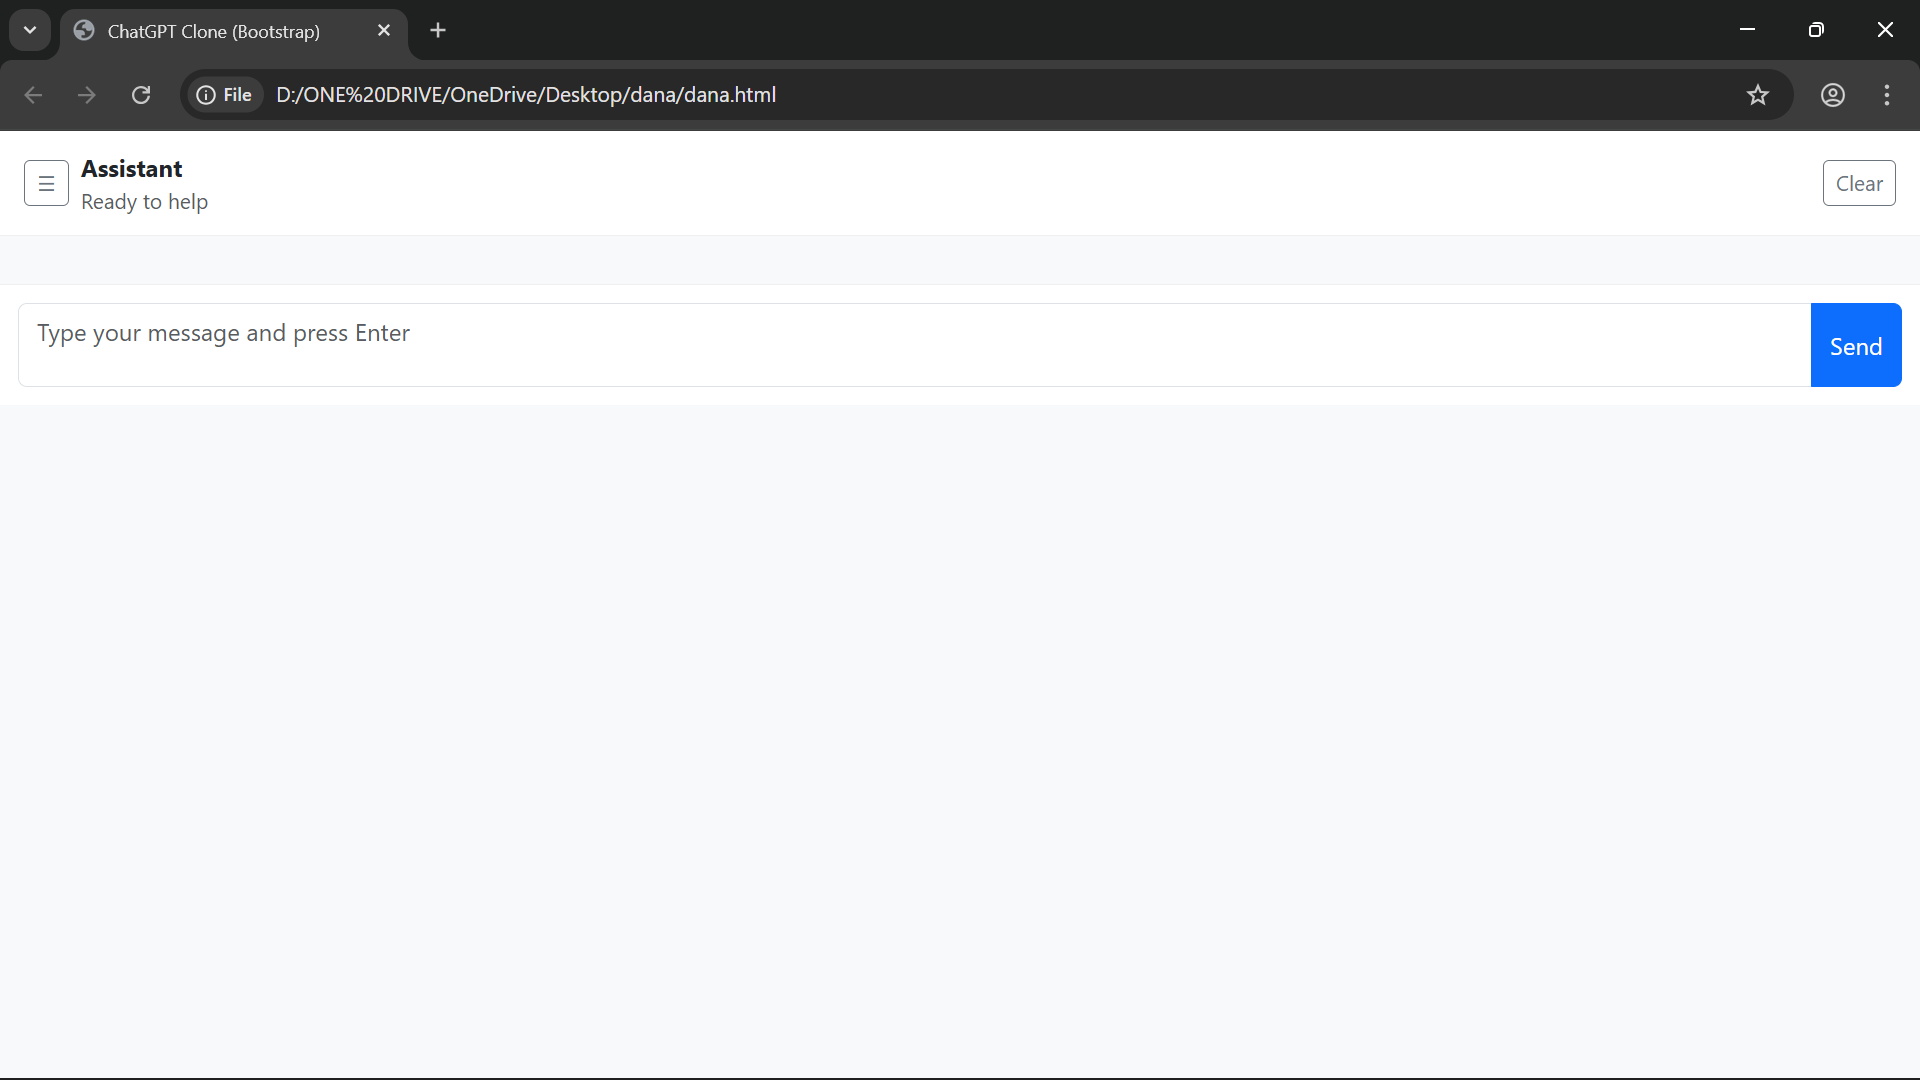 ChatGPT Clone (Bootstrap)
File D:/ONE%20DRIVE/OneDrive/Desktop/dana/dana.html
Assistant
Ready to help
Clear
Type your message and press Enter
Send